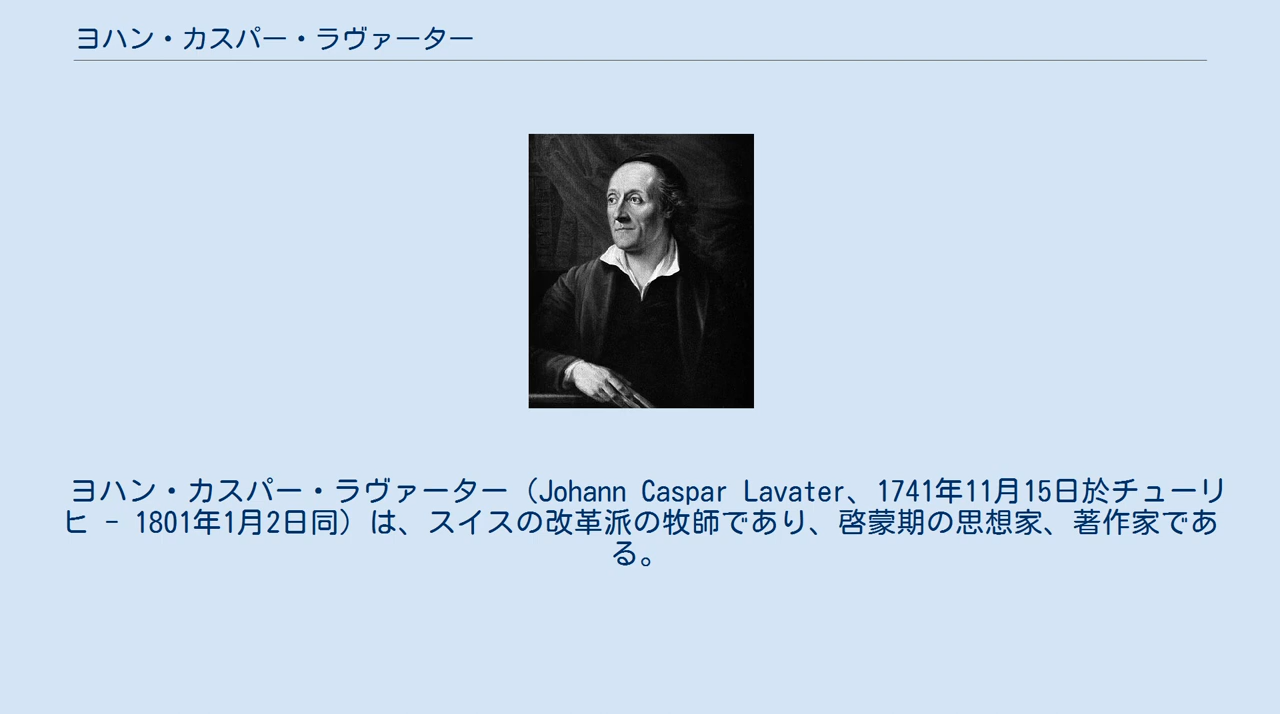 ヨハン・カスパー・ラヴァーター
ヨハン・カスパー・ラヴァーター（Johann Caspar Lavater、1741年11月15日於チューリ
ヒ - 1801年1月2日同）は、スイスの改革派の牧師であり、啓蒙期の思想家、著作家であ
る。